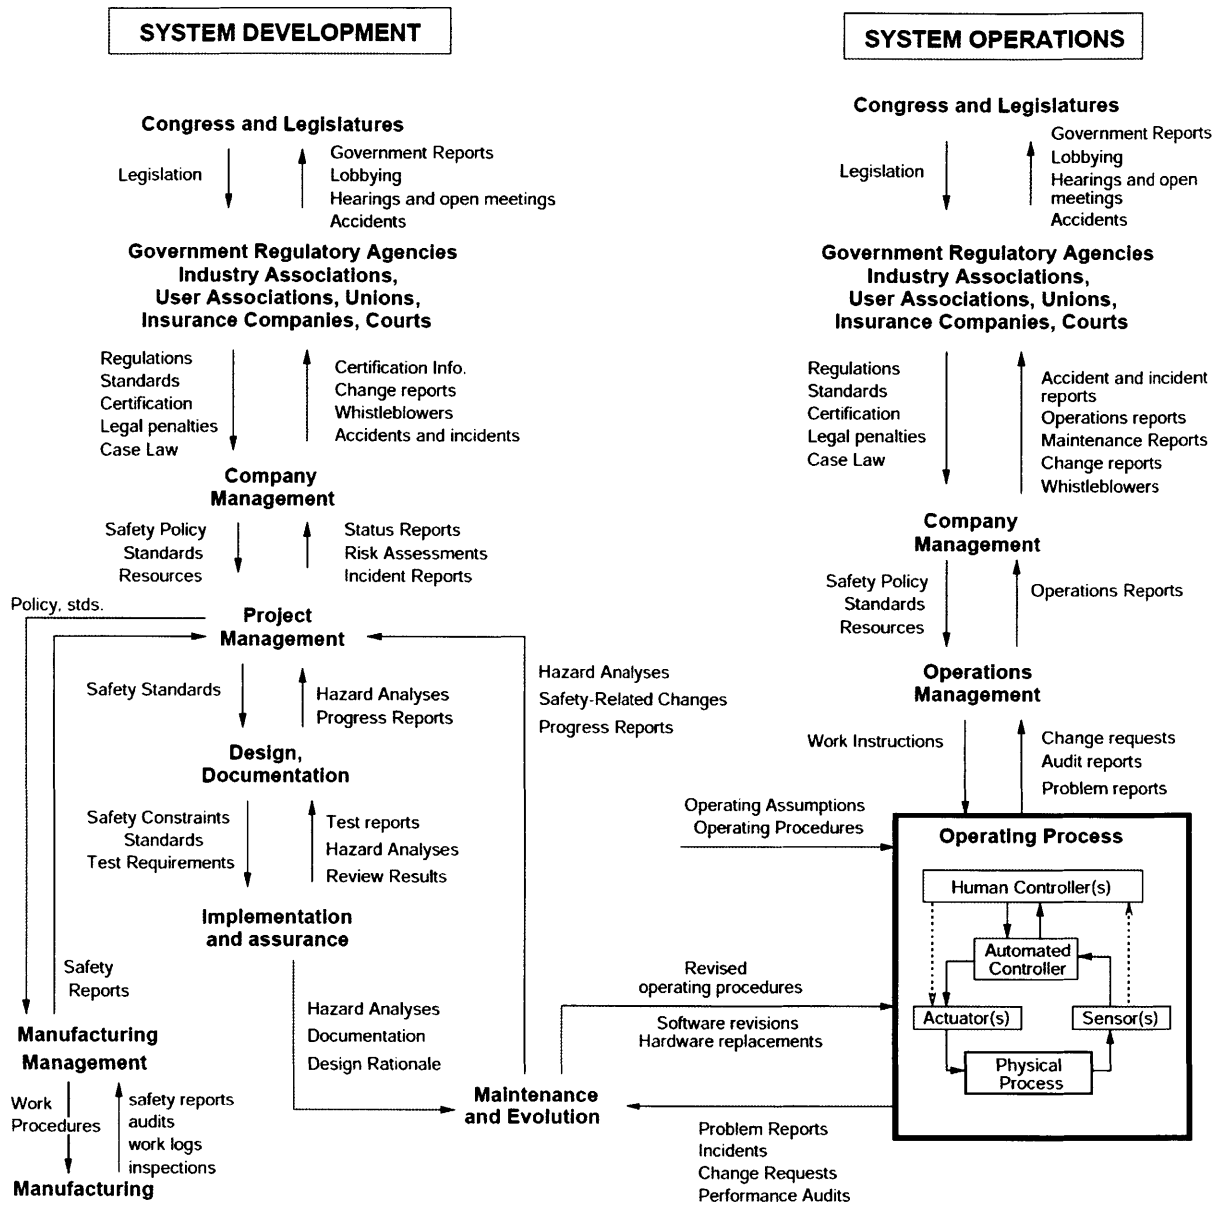 SYSTEM DEVELOPMENT
Congress and Legislatures
Legislation
Government Reports
Lobbying
Hearings and open meetings
Accidents
Government Regulatory Agencies
Industry Associations,
User Associations, Unions,
Insurance Companies, Courts
Regulations
Standards
Certification
Legal penalties
Case Law
Certification Info.
Change reports
Whistleblowers
Accidents and incidents
Company
Management
Safety Policy
Standards
Resources
Status Reports
Risk Assessments
Incident Reports
Policy, stds.
Project
Management
Safety Standards
Hazard Analyses
Progress Reports
Hazard Analyses
Safety-Related Changes
Progress Reports
Design,
Documentation
Safety Constraints
Standards
Test Requirements
Test reports
Hazard Analyses
Review Results
Implementation
and assurance
Safety
Reports
Hazard Analyses
Documentation
Design Rationale
Manufacturing
Management
Work
Procedures
safety reports
audits
work logs
inspections
Manufacturing
Maintenance
and Evolution
SYSTEM OPERATIONS
Congress and Legislatures
Legislation
Government Reports
Lobbying
Hearings and open
meetings
Accidents
Government Regulatory Agencies
Industry Associations,
User Associations, Unions,
Insurance Companies, Courts
Regulations
Standards
Certification
Legal penalties
Case Law
Accident and incident
reports
Operations reports
Maintenance Reports
Change reports
Whistleblowers
Company
Management
Safety Policy
Standards
Resources
Operations Reports
Operations
Management
Work Instructions
Change requests
Audit reports
Problem reports
Operating Assumptions
Operating Procedures
Operating Process
Human Controller(s)
Automated
Controller
Actuator(s)
Sensor(s)
Physical
Process
Revised
operating procedures
Software revisions
Hardware replacements
Problem Reports
Incidents
Change Requests
Performance Audits